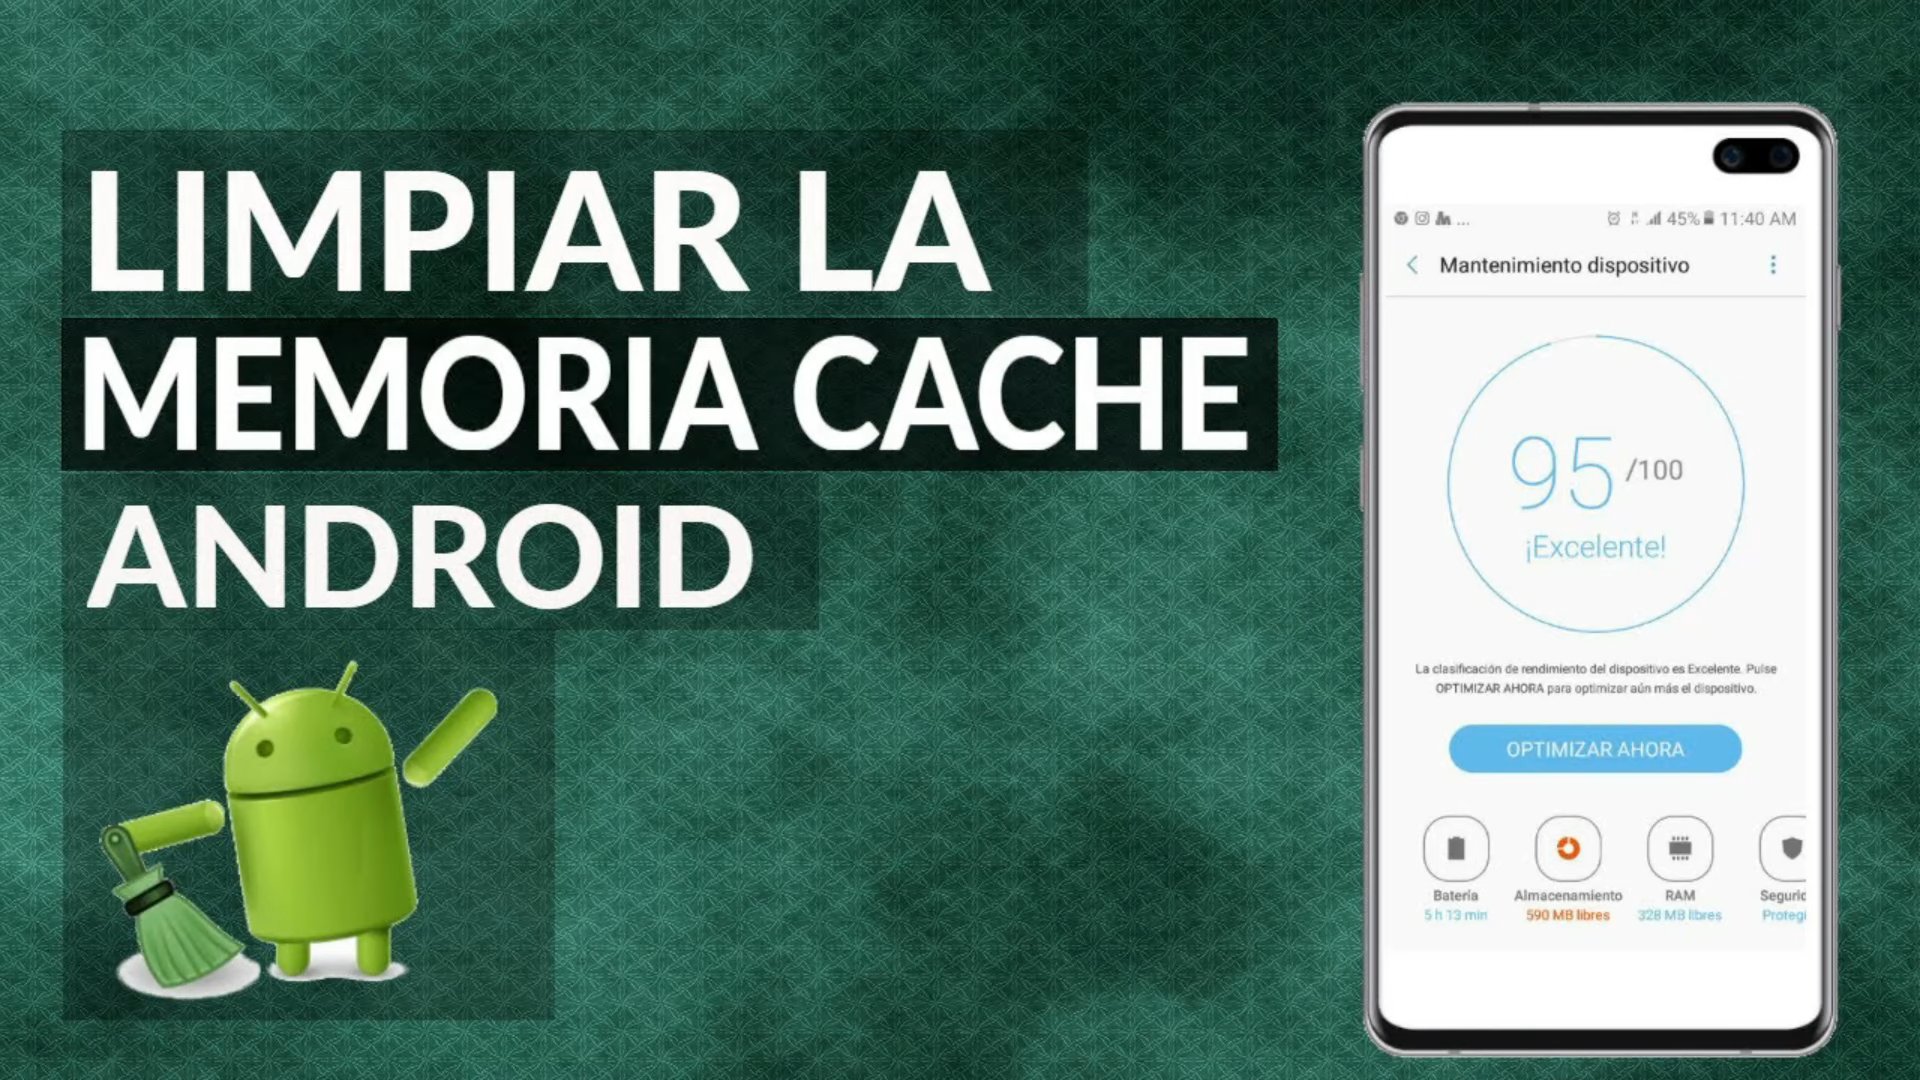 LIMPIAR LA
MEMORIA CACHE
ANDROID
... 45% 11:40 AM
Mantenimiento dispositivo
95 /100
¡Excelente!
La clasificación de rendimiento del dispositivo es Excelente. Pulse
OPTIMIZAR AHORA para optimizar aún más el dispositivo.
OPTIMIZAR AHORA
Batería Almacenamiento RAM Seguric
5 h 13 min 590 MB libres 328 MB libres Protegi